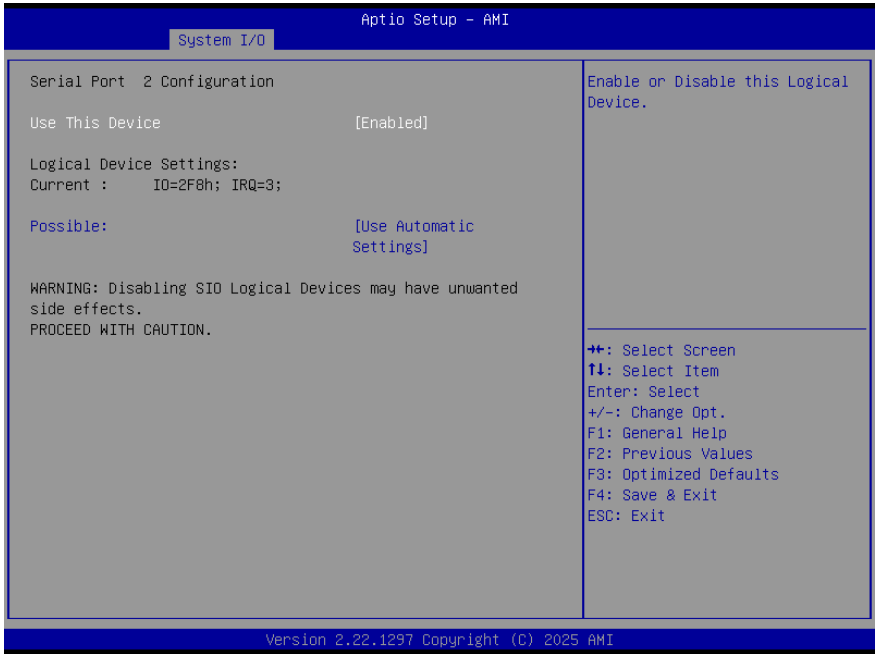 Aptio Setup – AMI
System I/O
Serial Port  2 Configuration
Use This Device [Enabled]
Logical Device Settings:
Current :     IO=2F8h; IRQ=3;
Possible: [Use Automatic
Settings]
WARNING: Disabling SIO Logical Devices may have unwanted
side effects.
PROCEED WITH CAUTION.
Enable or Disable this Logical
Device.
→←: Select Screen
↑↓: Select Item
Enter: Select
+/-: Change Opt.
F1: General Help
F2: Previous Values
F3: Optimized Defaults
F4: Save & Exit
ESC: Exit
Version 2.22.1297 Copyright (C) 2025 AMI